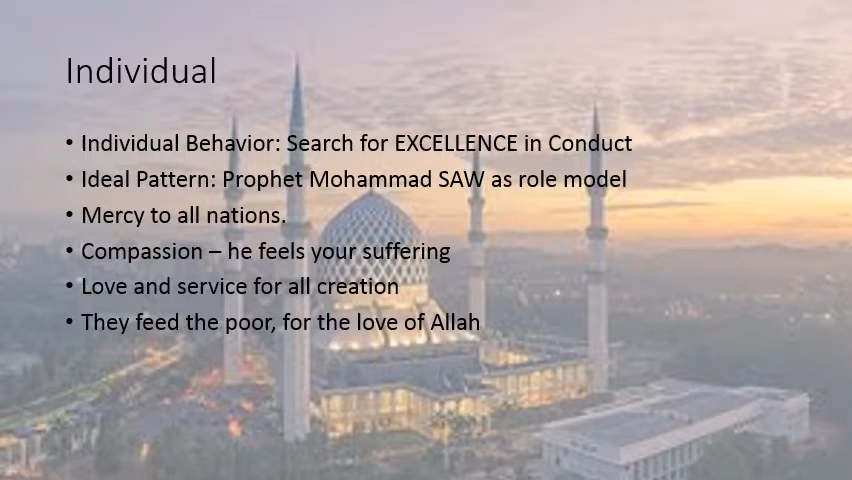 Individual
• Individual Behavior: Search for EXCELLENCE in Conduct
• Ideal Pattern: Prophet Mohammad SAW as role model
• Mercy to all nations.
• Compassion – he feels your suffering
• Love and service for all creation
• They feed the poor, for the love of Allah